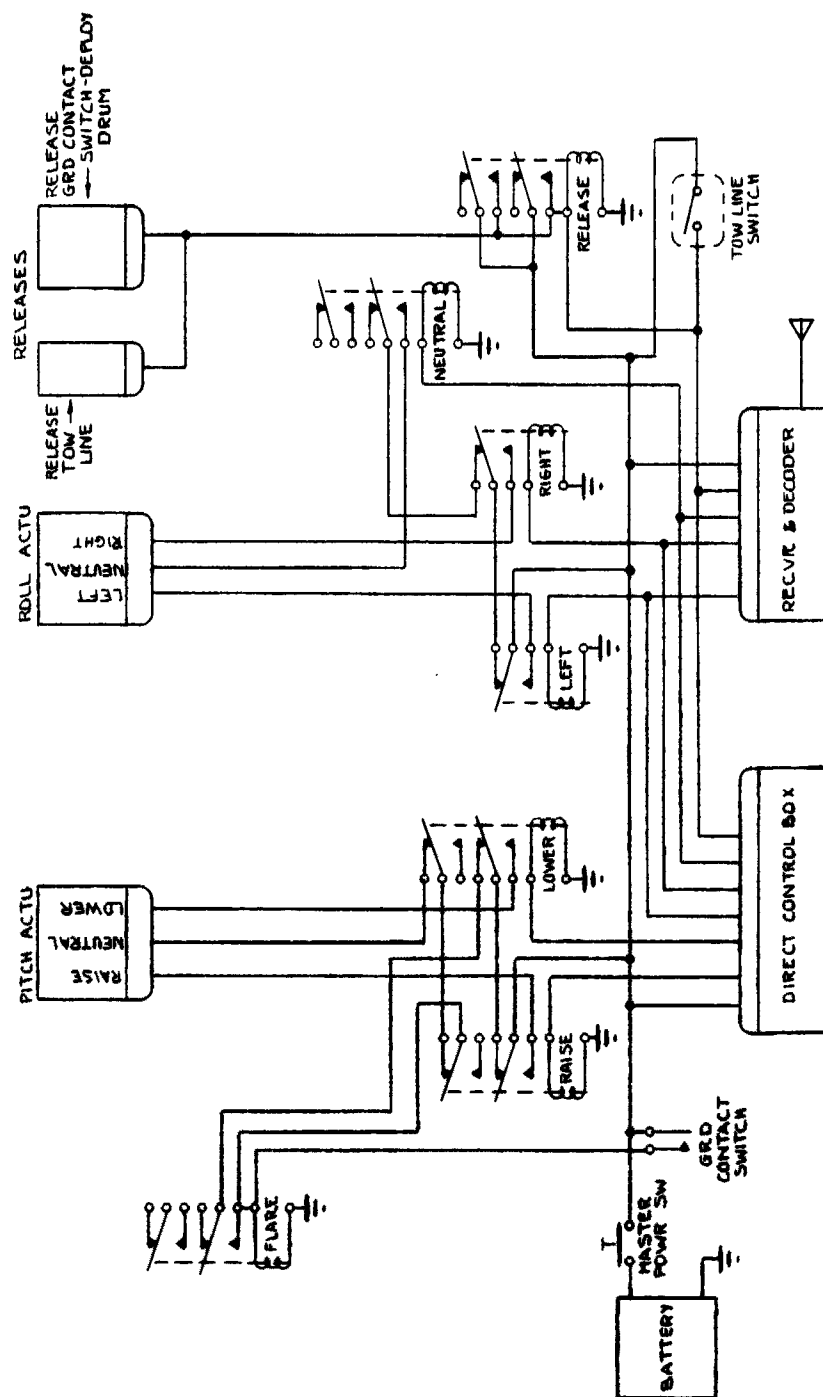 RELEASE
GRD CONTACT
SWITCH-DEPLOY
DRUM
RELEASES
RELEASE
TOW
LINE
ROLL ACTU
RIGHT
NEUTRAL
LEFT
PITCH ACTU
LOWER
NEUTRAL
RAISE
RELEASE
NEUTRAL
RIGHT
LEFT
LOWER
RAISE
FLARE
TOW LINE
SWITCH
RECVR & DECODER
DIRECT CONTROL BOX
GRD
CONTACT
SWITCH
MASTER
POWR SW
BATTERY